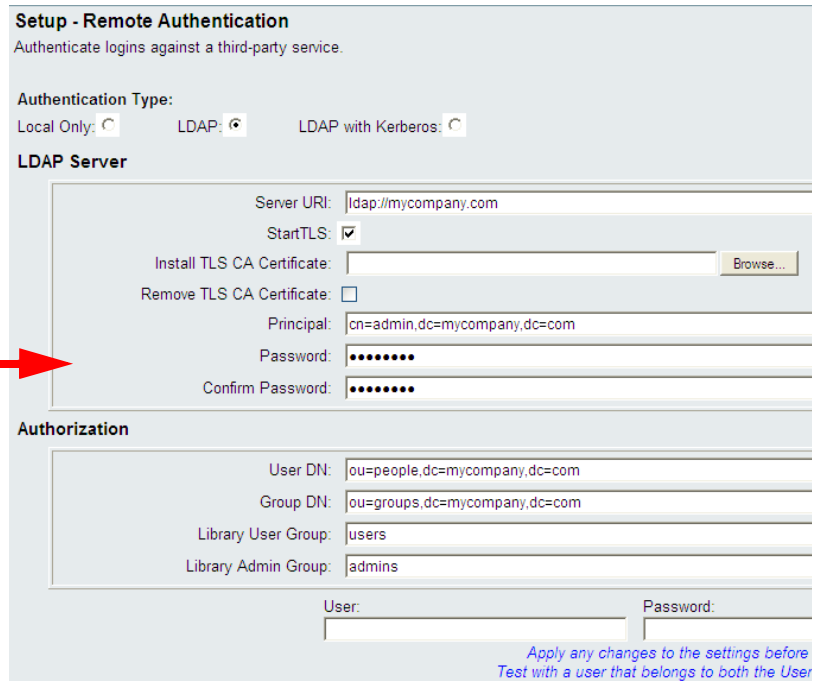 Setup - Remote Authentication
Authenticate logins against a third-party service.
Authentication Type:
Local Only: LDAP: LDAP with Kerberos:
LDAP Server
Server URI: ldap://mycompany.com
StartTLS:
Install TLS CA Certificate: Browse...
Remove TLS CA Certificate:
Principal: cn=admin,dc=mycompany,dc=com
Password: ••••••••
Confirm Password: ••••••••
Authorization
User DN: ou=people,dc=mycompany,dc=com
Group DN: ou=groups,dc=mycompany,dc=com
Library User Group: users
Library Admin Group: admins
User: Password:
Apply any changes to the settings before
Test with a user that belongs to both the User